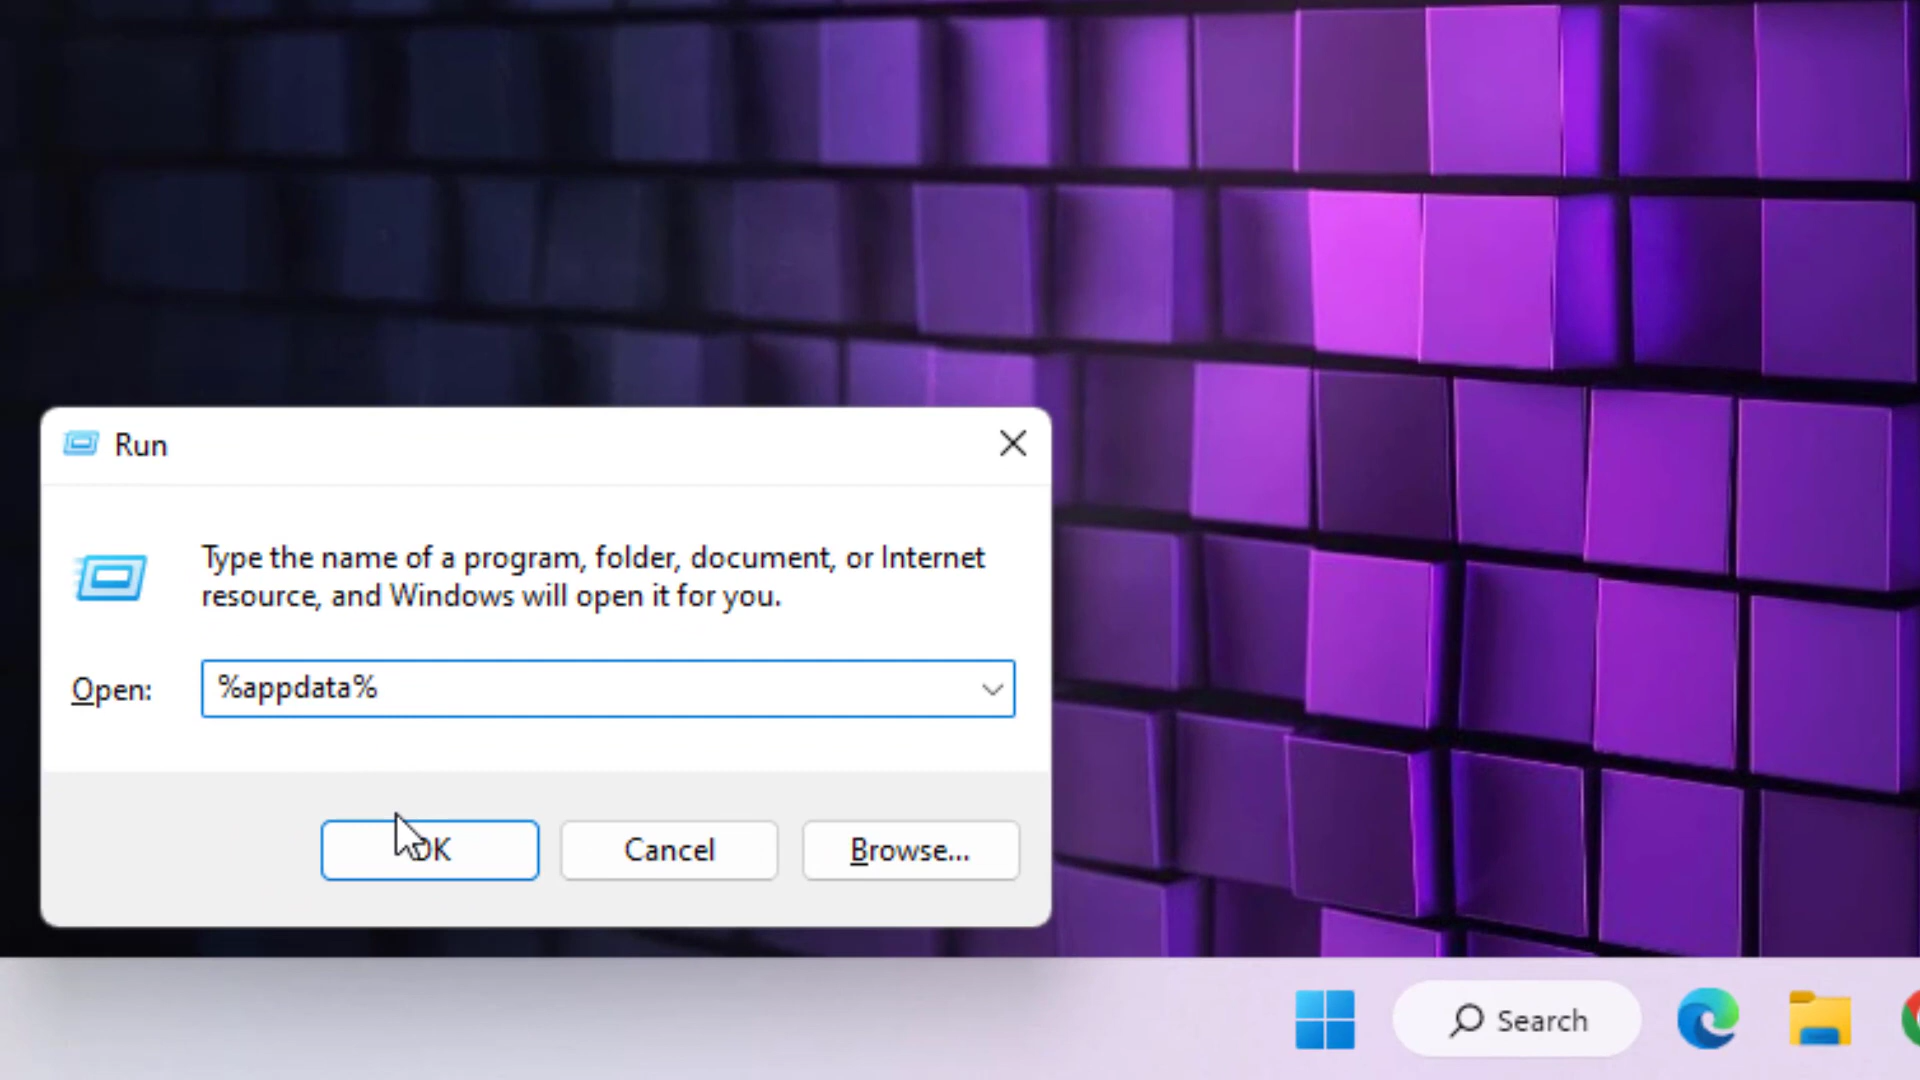 Run
Type the name of a program, folder, document, or Internet
resource, and Windows will open it for you.
Open:
%appdata%
OK
Cancel
Browse...
Search